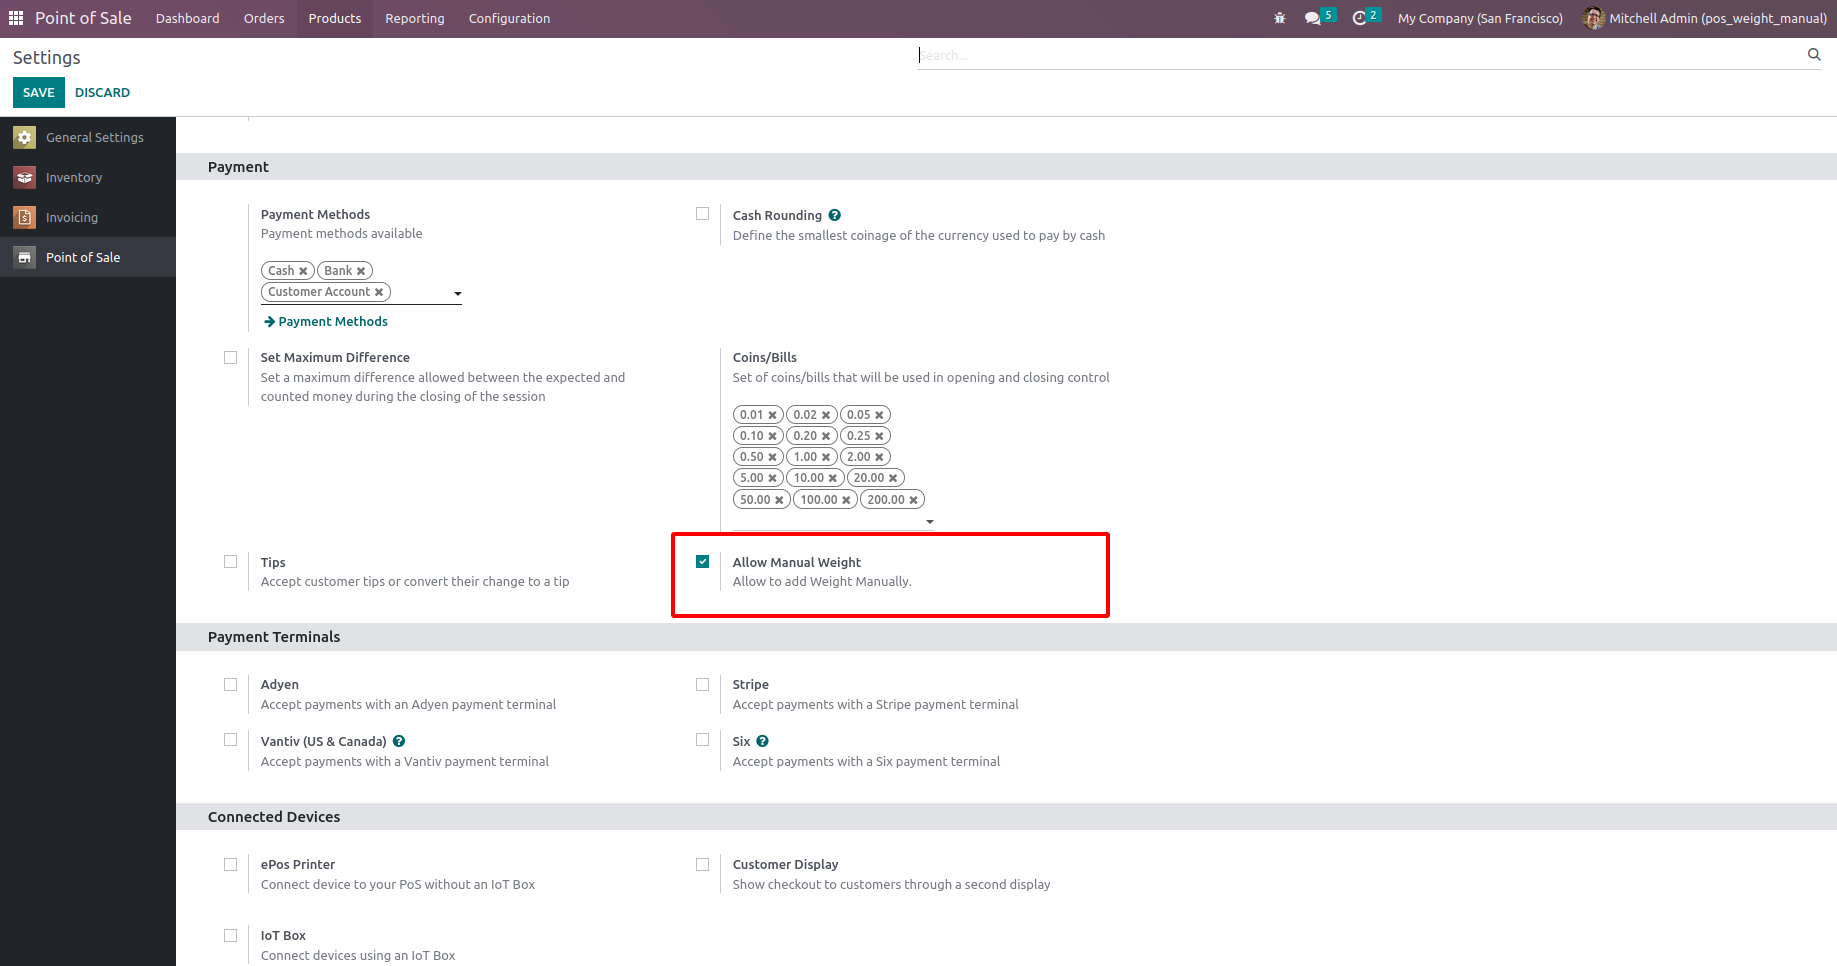 Point of Sale Dashboard Orders Products Reporting Configuration 5 2 My Company (San Francisco) Mitchell Admin (pos_weight_manual)
Settings
Search...
SAVE DISCARD
General Settings
Inventory
Invoicing
Point of Sale
Payment
Payment Methods
Payment methods available
Cash Bank
Customer Account
Payment Methods
Cash Rounding ?
Define the smallest coinage of the currency used to pay by cash
Set Maximum Difference
Set a maximum difference allowed between the expected and
counted money during the closing of the session
Coins/Bills
Set of coins/bills that will be used in opening and closing control
0.01 0.02 0.05
0.10 0.20 0.25
0.50 1.00 2.00
5.00 10.00 20.00
50.00 100.00 200.00
Tips
Accept customer tips or convert their change to a tip
Allow Manual Weight
Allow to add Weight Manually.
Payment Terminals
Adyen
Accept payments with an Adyen payment terminal
Stripe
Accept payments with a Stripe payment terminal
Vantiv (US & Canada) ?
Accept payments with a Vantiv payment terminal
Six ?
Accept payments with a Six payment terminal
Connected Devices
ePos Printer
Connect device to your PoS without an IoT Box
Customer Display
Show checkout to customers through a second display
IoT Box
Connect devices using an IoT Box